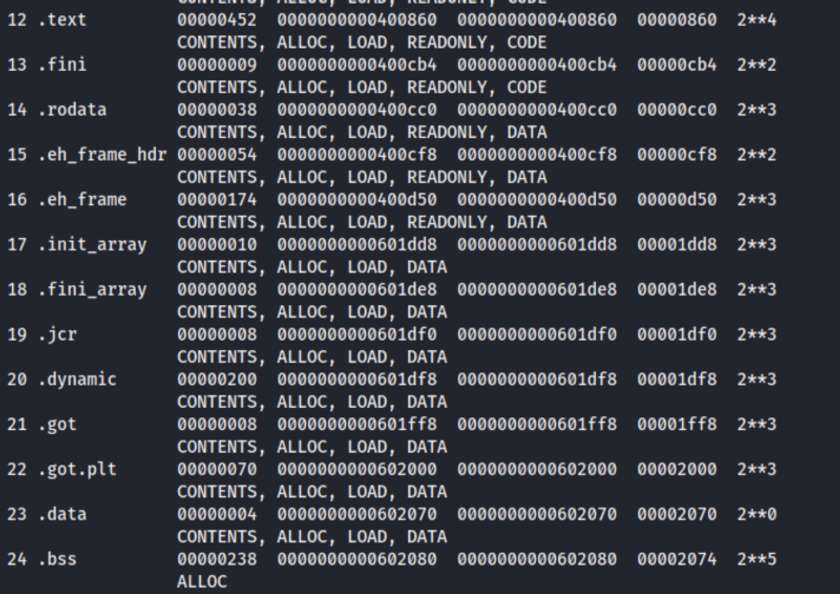 CONTENTS, ALLOC, LOAD, READONLY, CODE
12 .text 00000452 0000000000400860 0000000000400860 00000860 2**4
CONTENTS, ALLOC, LOAD, READONLY, CODE
13 .fini 00000009 0000000000400cb4 0000000000400cb4 00000cb4 2**2
CONTENTS, ALLOC, LOAD, READONLY, CODE
14 .rodata 00000038 0000000000400cc0 0000000000400cc0 00000cc0 2**3
CONTENTS, ALLOC, LOAD, READONLY, DATA
15 .eh_frame_hdr 00000054 0000000000400cf8 0000000000400cf8 00000cf8 2**2
CONTENTS, ALLOC, LOAD, READONLY, DATA
16 .eh_frame 00000174 0000000000400d50 0000000000400d50 00000d50 2**3
CONTENTS, ALLOC, LOAD, READONLY, DATA
17 .init_array 00000010 0000000000601dd8 0000000000601dd8 00001dd8 2**3
CONTENTS, ALLOC, LOAD, DATA
18 .fini_array 00000008 0000000000601de8 0000000000601de8 00001de8 2**3
CONTENTS, ALLOC, LOAD, DATA
19 .jcr 00000008 0000000000601df0 0000000000601df0 00001df0 2**3
CONTENTS, ALLOC, LOAD, DATA
20 .dynamic 00000200 0000000000601df8 0000000000601df8 00001df8 2**3
CONTENTS, ALLOC, LOAD, DATA
21 .got 00000008 0000000000601ff8 0000000000601ff8 00001ff8 2**3
CONTENTS, ALLOC, LOAD, DATA
22 .got.plt 00000070 0000000000602000 0000000000602000 00002000 2**3
CONTENTS, ALLOC, LOAD, DATA
23 .data 00000004 0000000000602070 0000000000602070 00002070 2**0
CONTENTS, ALLOC, LOAD, DATA
24 .bss 00000238 0000000000602080 0000000000602080 00002074 2**5
ALLOC